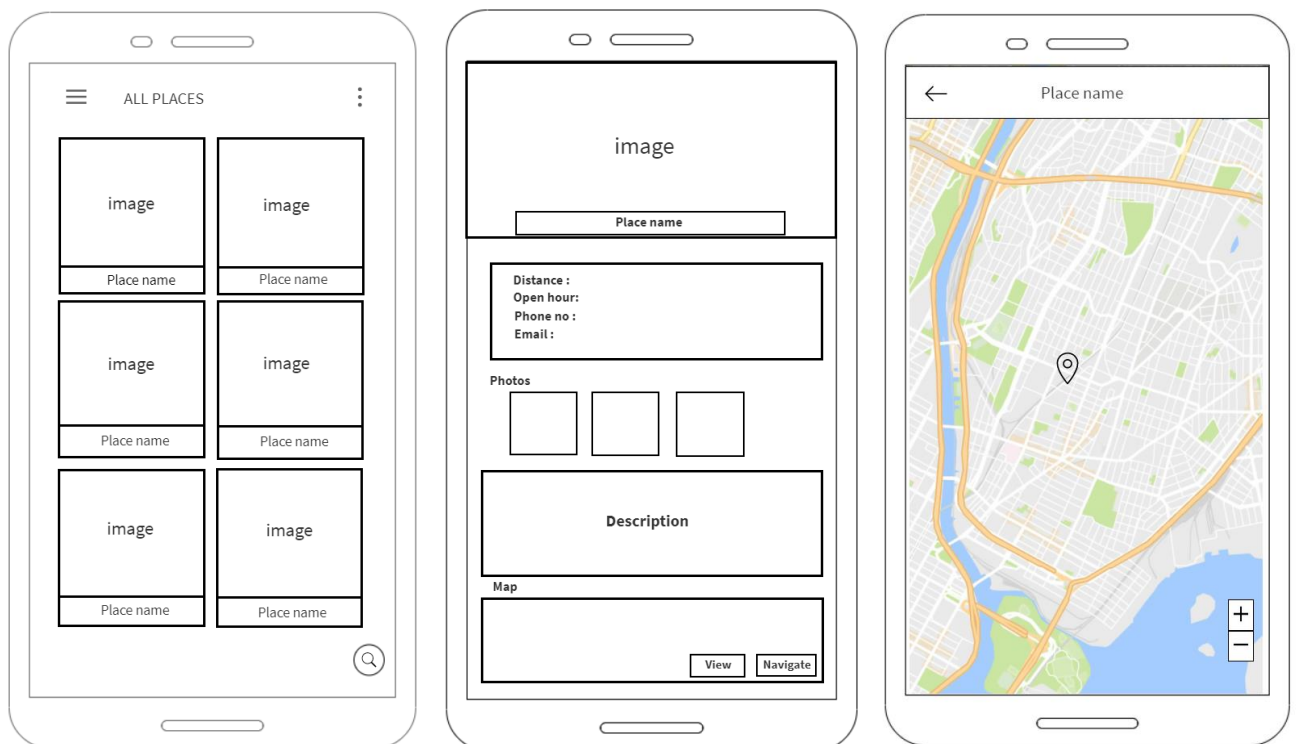 ALL PLACES
image
image
Place name
Place name
image
image
Place name
Place name
image
image
Place name
Place name
image
Place name
Distance :
Open hour:
Phone no :
Email :
Photos
Description
Map
View
Navigate
Place name
+
−